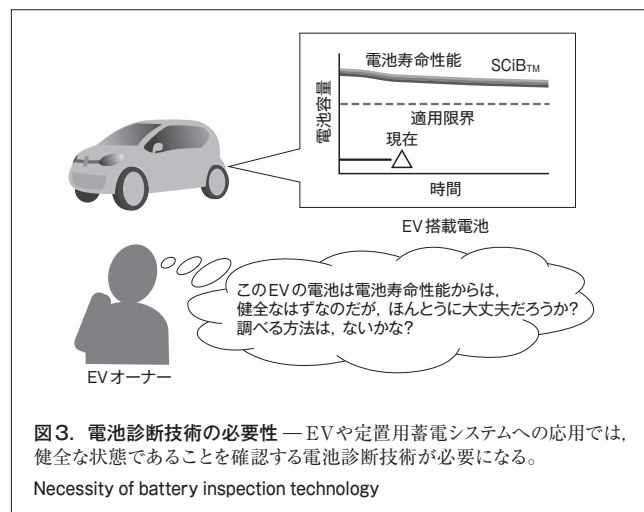 電池寿命性能
SCiBTM
電池容量
適用限界
現在
時間
EV搭載電池
このEVの電池は電池寿命性能からは，
健全なはずなのだが，ほんとうに大丈夫だろうか？
調べる方法は，ないかな？
EVオーナー
図3．電池診断技術の必要性 — EVや定置用蓄電システムへの応用では，
健全な状態であることを確認する電池診断技術が必要になる。
Necessity of battery inspection technology